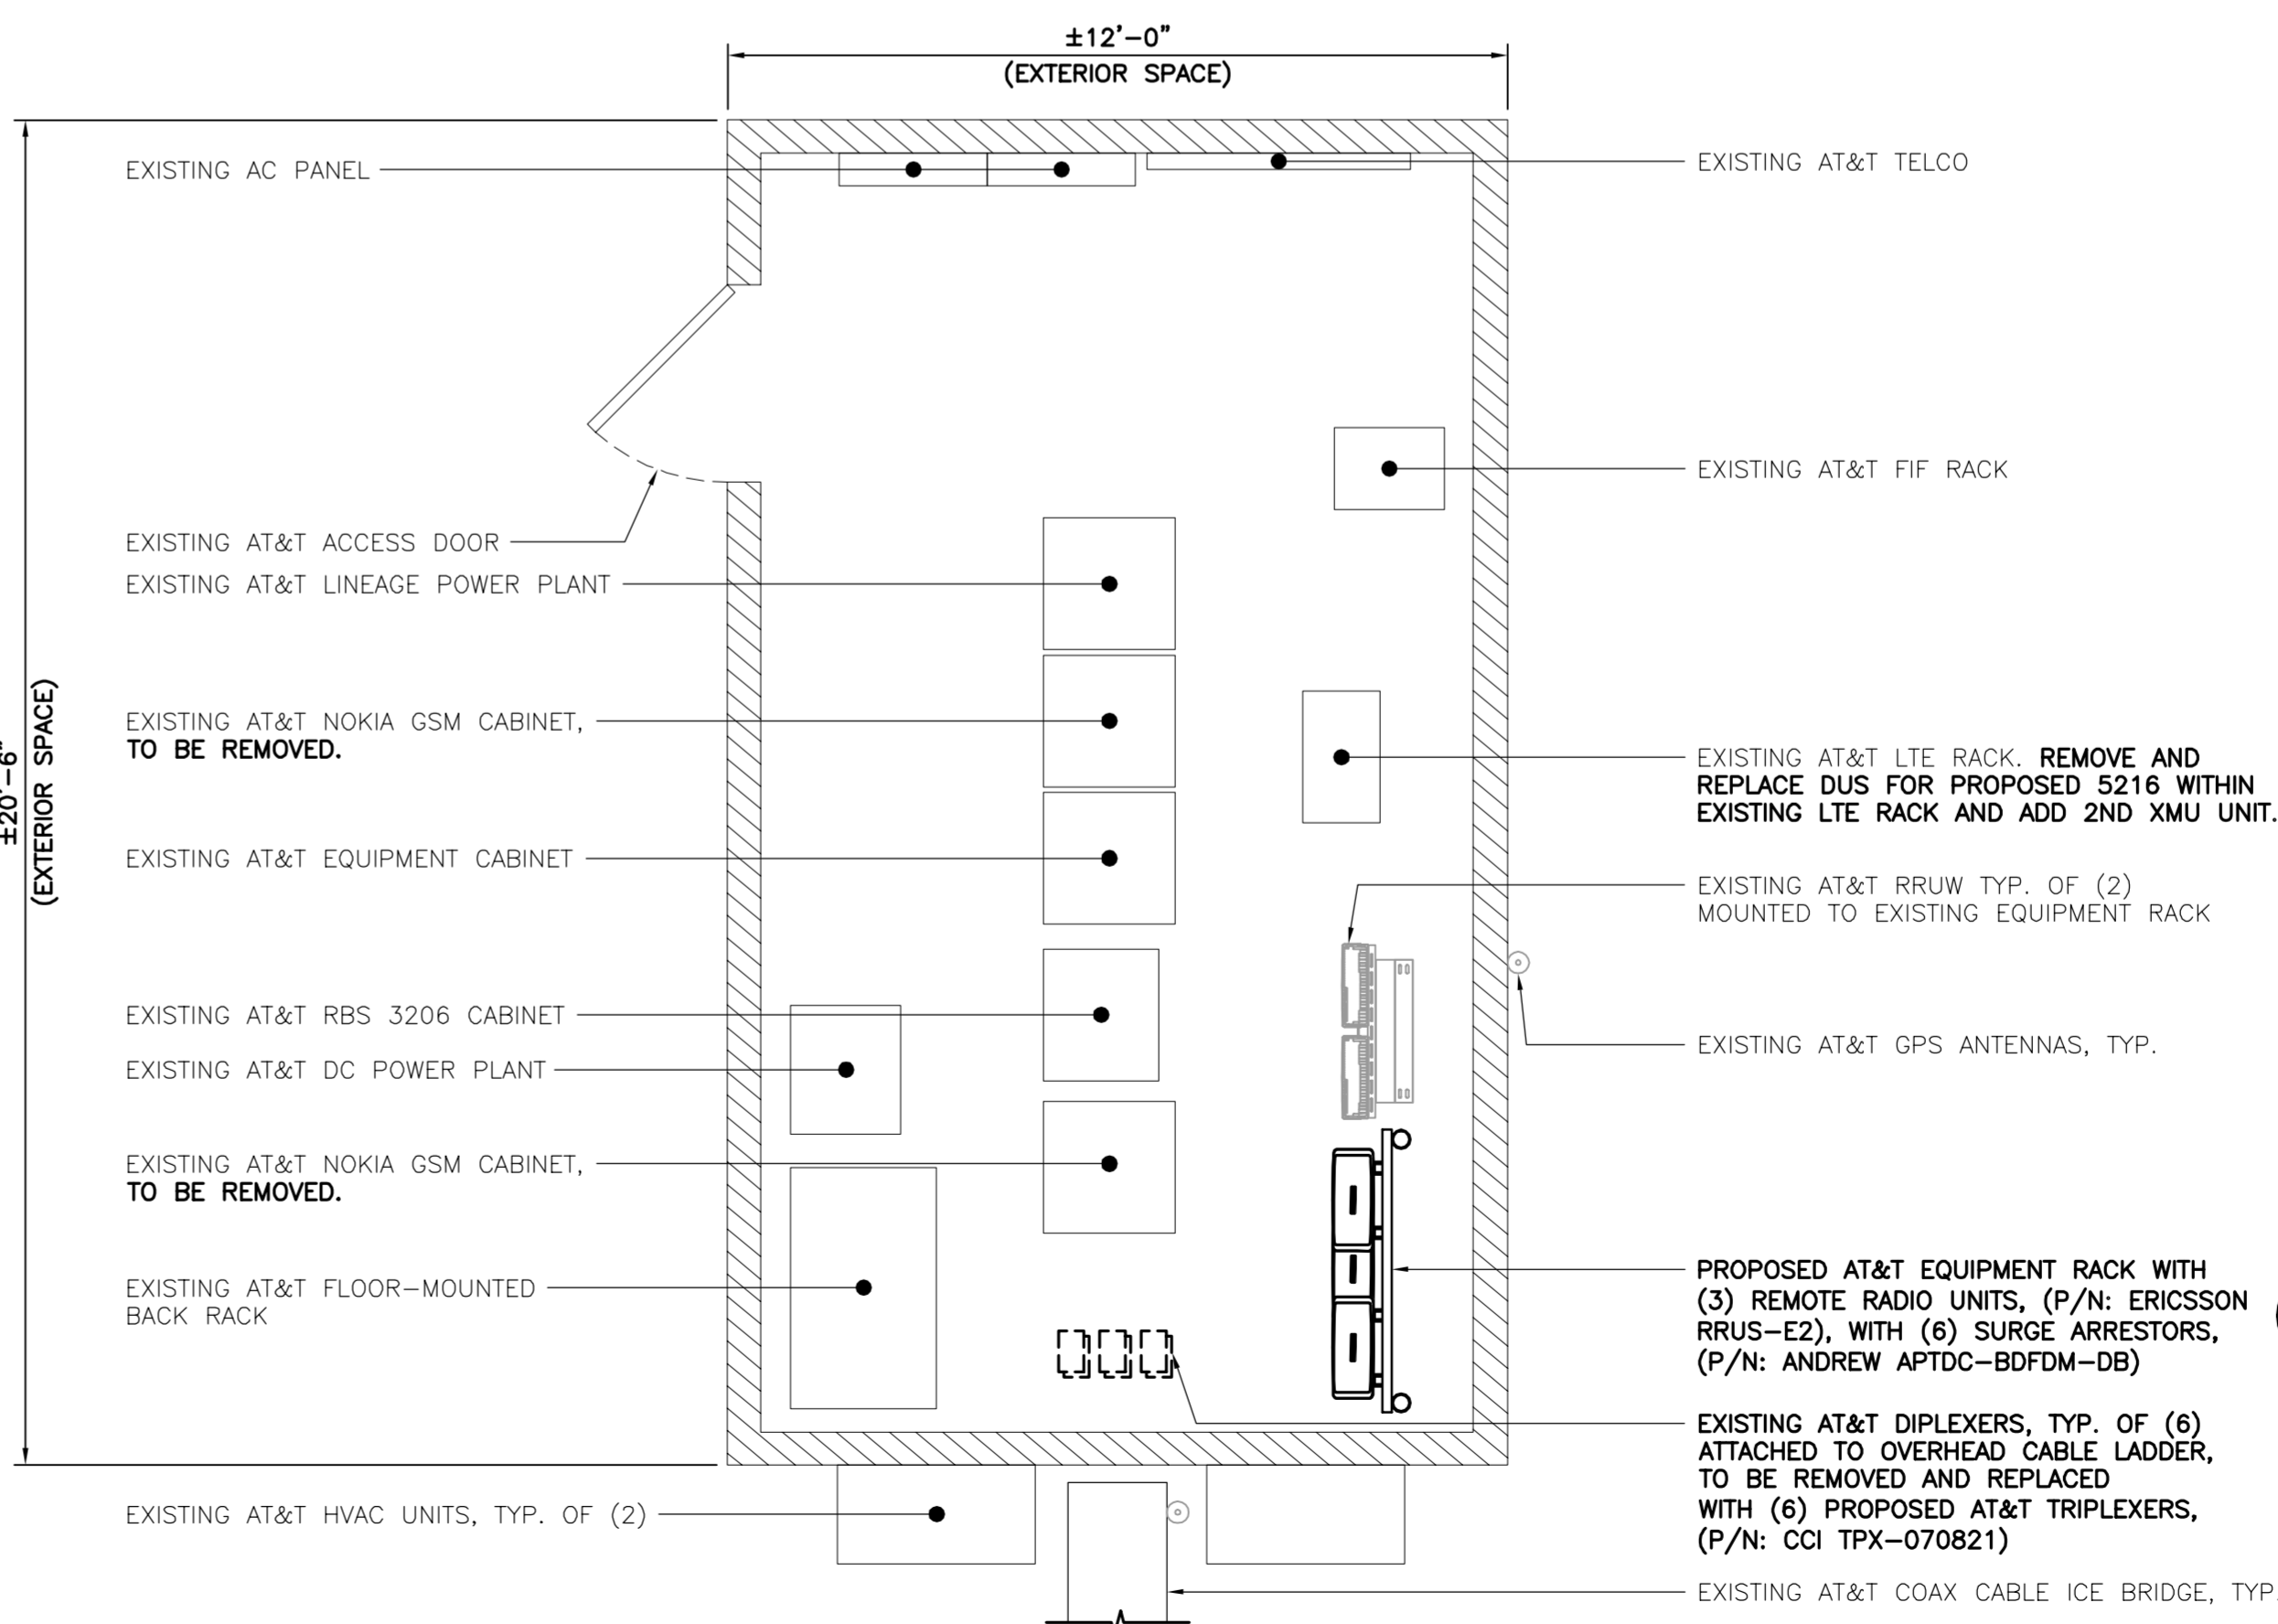 ±12'-0"
(EXTERIOR SPACE)
±20'-6"
(EXTERIOR SPACE)
EXISTING AC PANEL
EXISTING AT&T ACCESS DOOR
EXISTING AT&T LINEAGE POWER PLANT
EXISTING AT&T NOKIA GSM CABINET,
TO BE REMOVED.
EXISTING AT&T EQUIPMENT CABINET
EXISTING AT&T RBS 3206 CABINET
EXISTING AT&T DC POWER PLANT
EXISTING AT&T NOKIA GSM CABINET,
TO BE REMOVED.
EXISTING AT&T FLOOR-MOUNTED
BACK RACK
EXISTING AT&T HVAC UNITS, TYP. OF (2)
EXISTING AT&T TELCO
EXISTING AT&T FIF RACK
EXISTING AT&T LTE RACK. REMOVE AND
REPLACE DUS FOR PROPOSED 5216 WITHIN
EXISTING LTE RACK AND ADD 2ND XMU UNIT.
EXISTING AT&T RRUW TYP. OF (2)
MOUNTED TO EXISTING EQUIPMENT RACK
EXISTING AT&T GPS ANTENNAS, TYP.
PROPOSED AT&T EQUIPMENT RACK WITH
(3) REMOTE RADIO UNITS, (P/N: ERICSSON
RRUS-E2), WITH (6) SURGE ARRESTORS,
(P/N: ANDREW APTDC-BDFDM-DB)
EXISTING AT&T DIPLEXERS, TYP. OF (6)
ATTACHED TO OVERHEAD CABLE LADDER,
TO BE REMOVED AND REPLACED
WITH (6) PROPOSED AT&T TRIPLEXERS,
(P/N: CCI TPX-070821)
EXISTING AT&T COAX CABLE ICE BRIDGE, TYP.